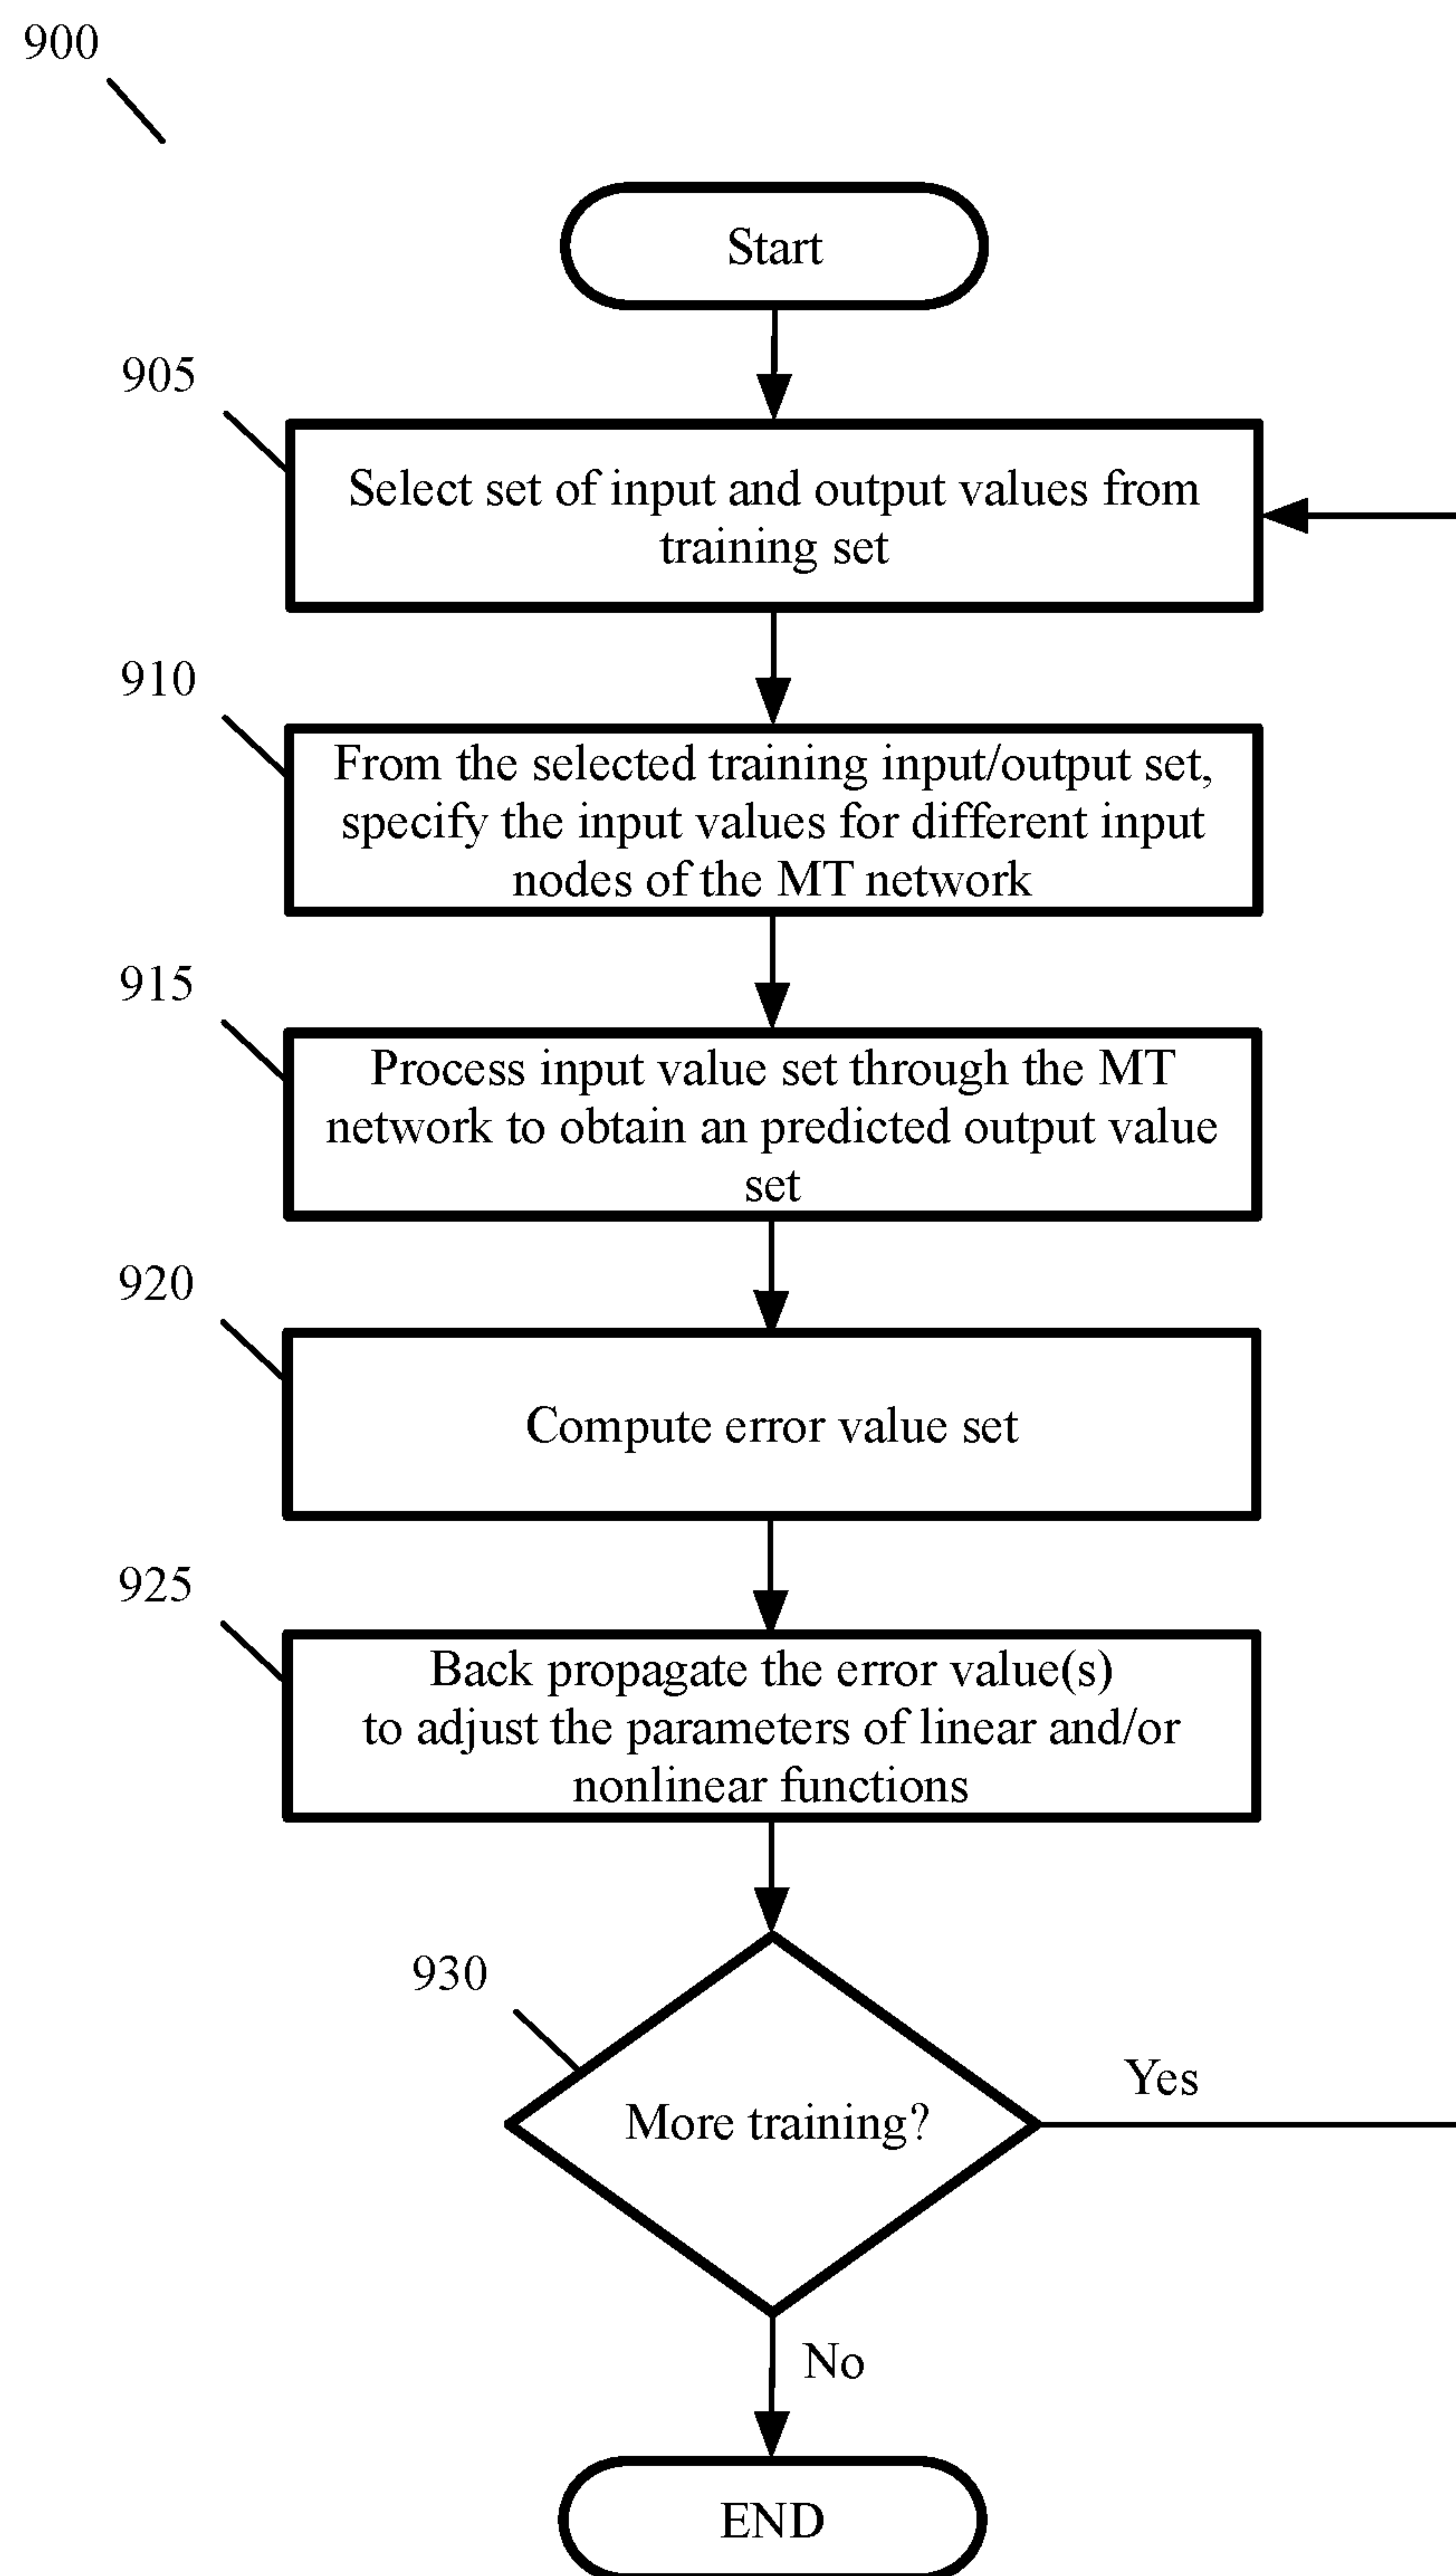 900
Start
905
Select set of input and output values from
training set
910
From the selected training input/output set,
specify the input values for different input
nodes of the MT network
915
Process input value set through the MT
network to obtain an predicted output value
set
920
Compute error value set
925
Back propagate the error value(s)
to adjust the parameters of linear and/or
nonlinear functions
930
More training?
Yes
No
END